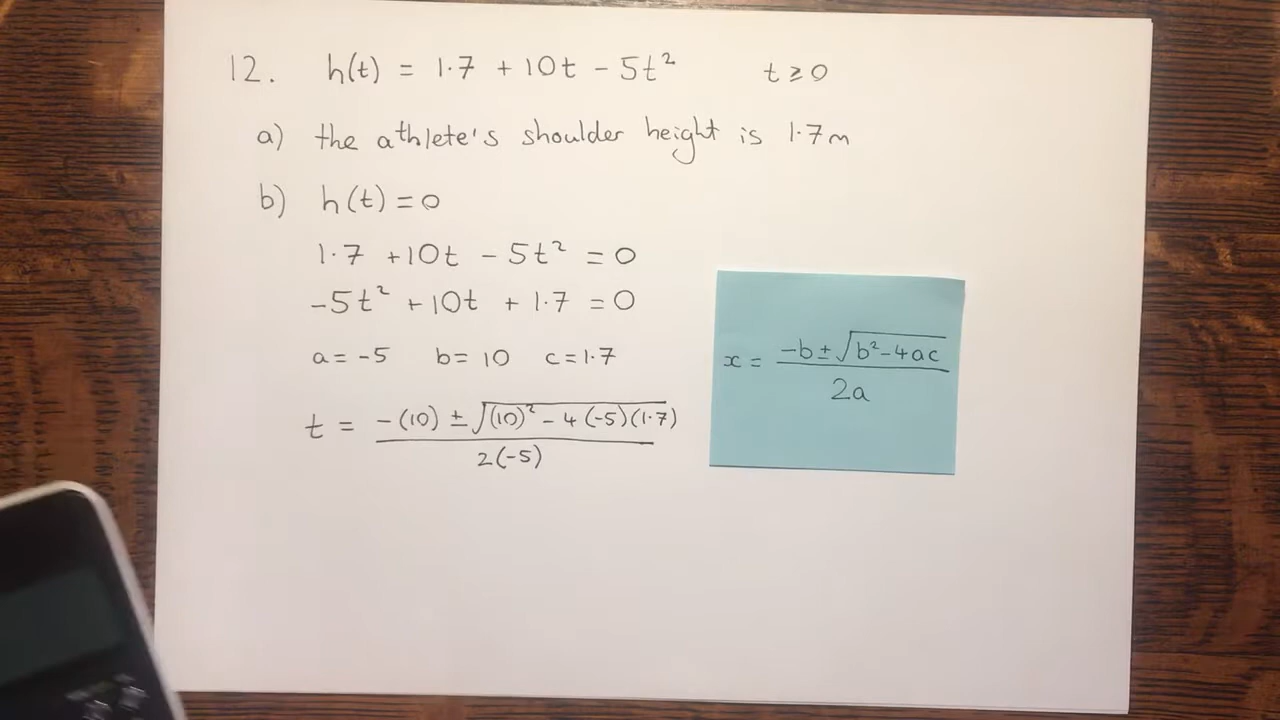 12. h(t) = 1.7 + 10t - 5t² t ≥ 0
a) the athlete's shoulder height is 1.7m
b) h(t) = 0
1.7 + 10t - 5t² = 0
-5t² + 10t + 1.7 = 0
a = -5 b = 10 c = 1.7
t = -(10) ± √(10)² - 4(-5)(1.7)
2(-5)
x = -b ± √b² - 4ac
2a